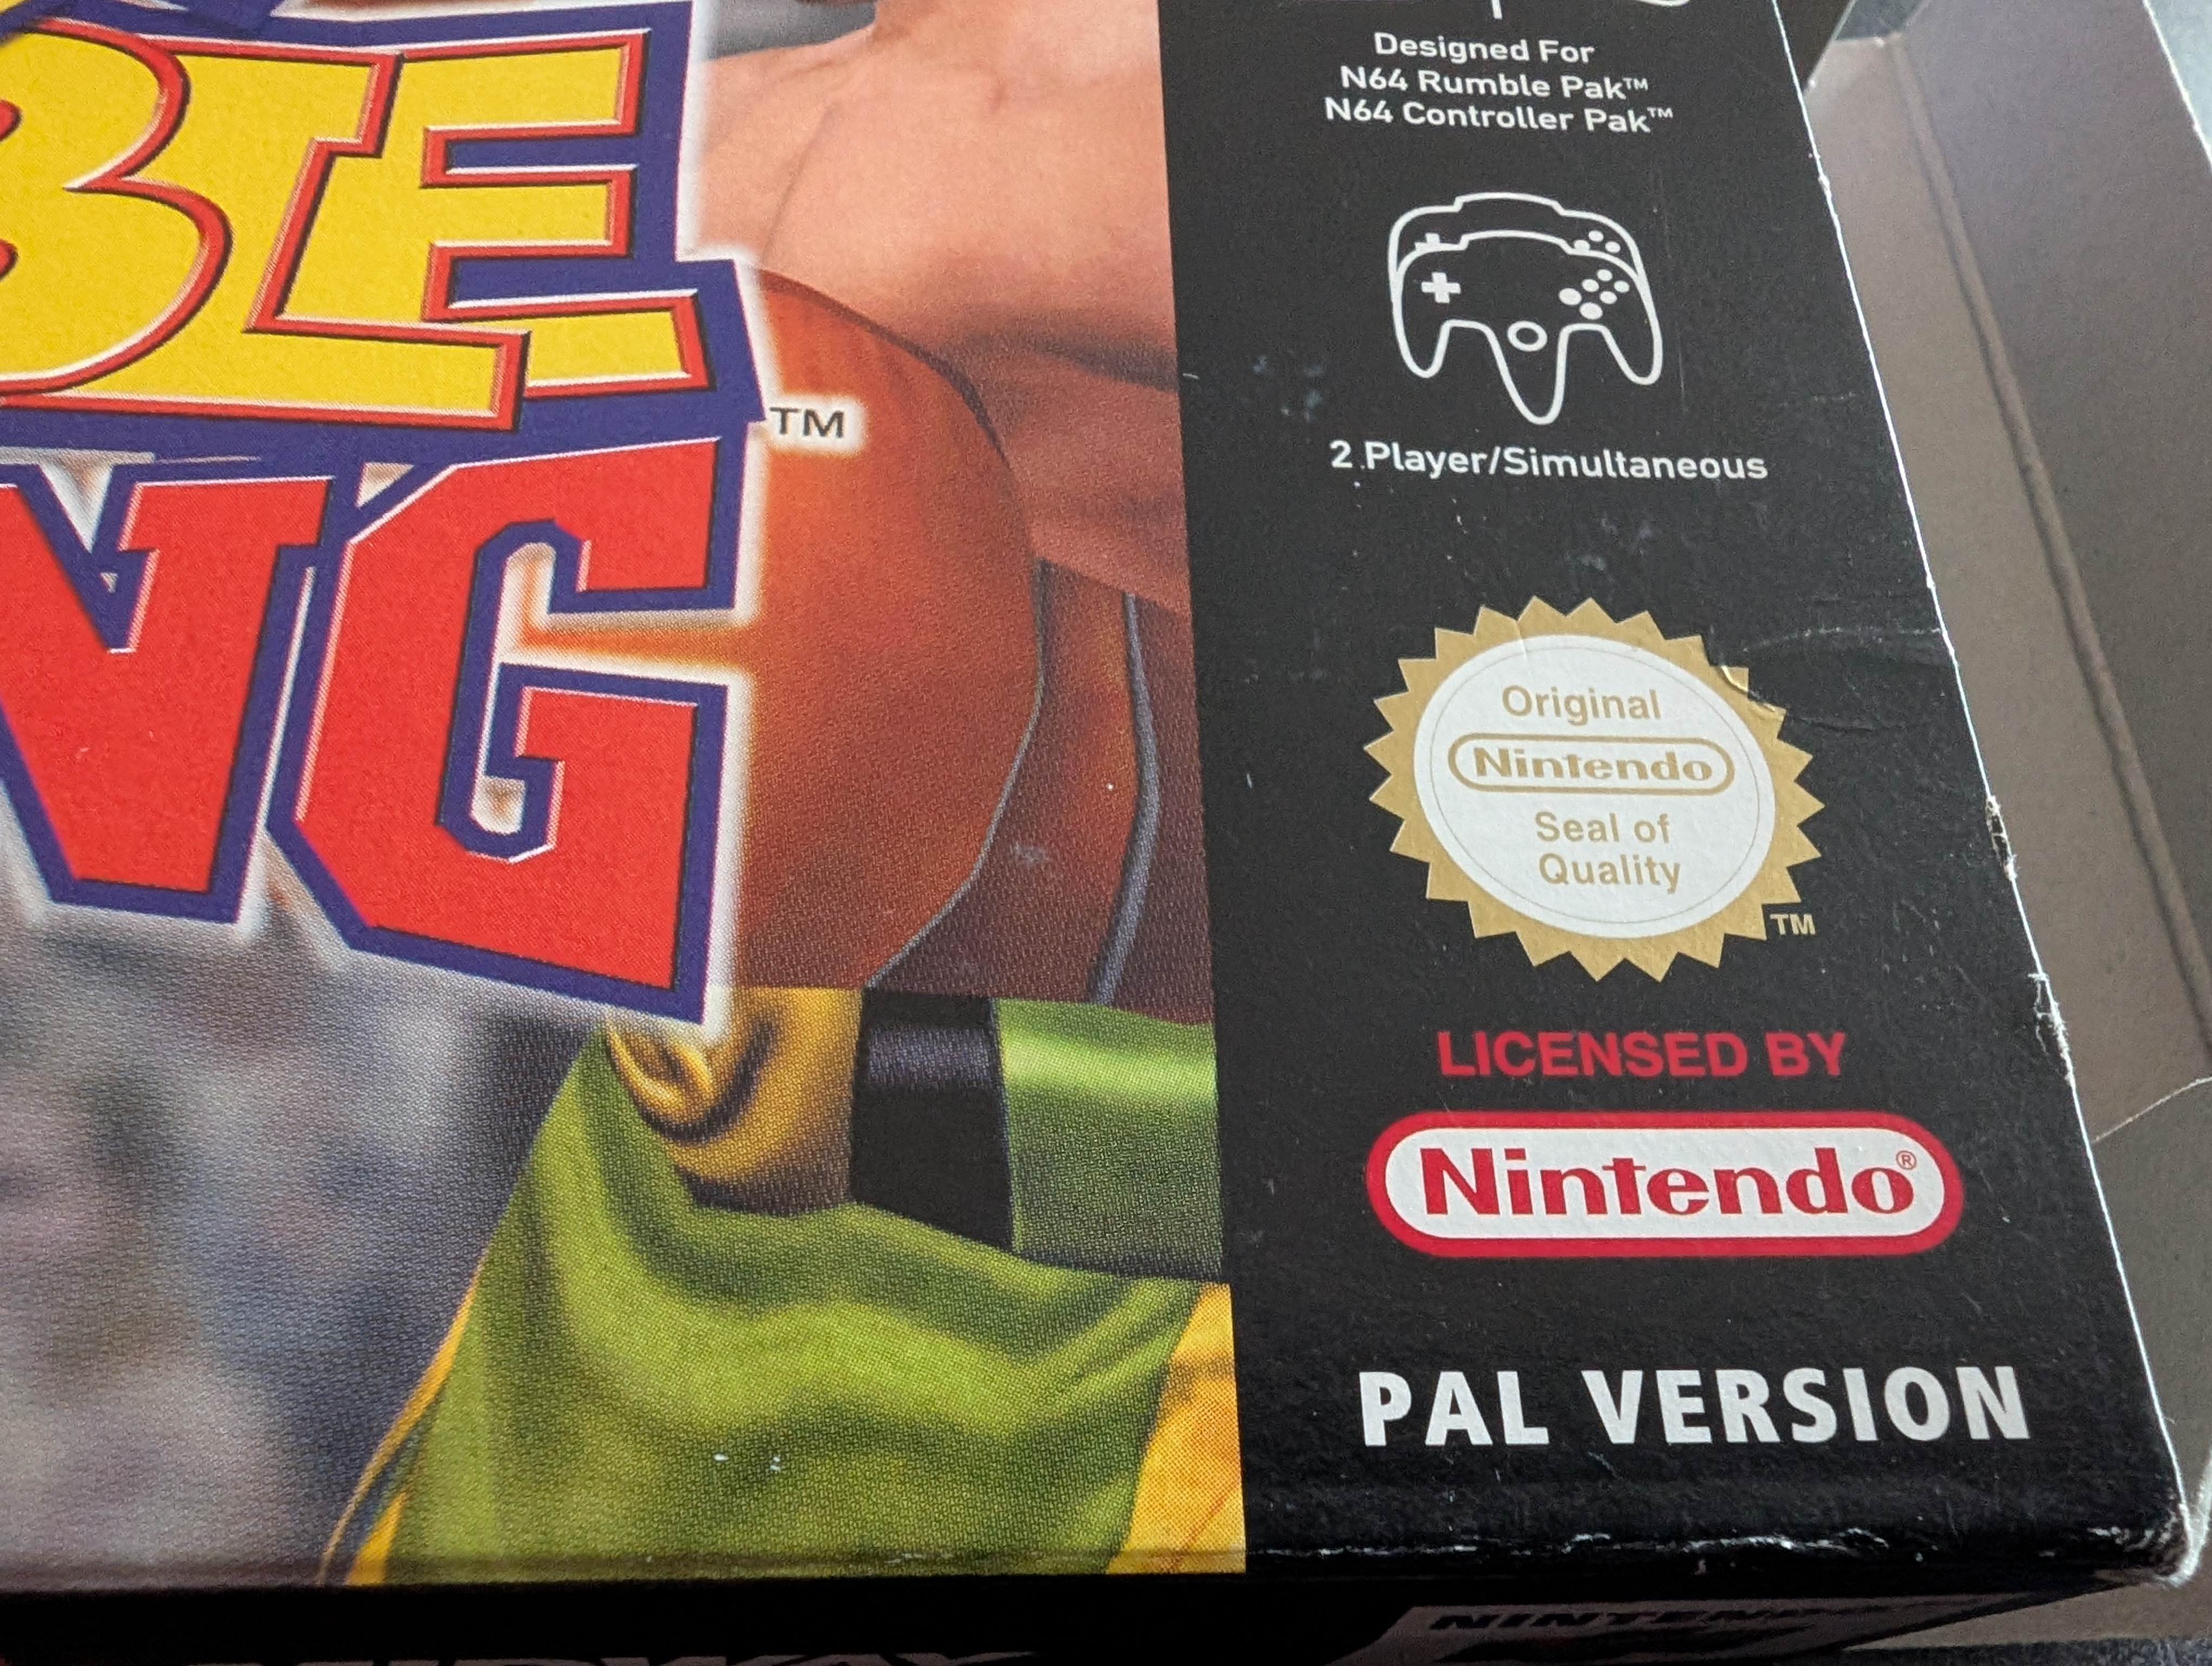 BE
TM
NG
Designed For
N64 Rumble Pak™
N64 Controller Pak™
2 Player/Simultaneous
Original
Nintendo
Seal of
Quality
TM
LICENSED BY
Nintendo®
PAL VERSION